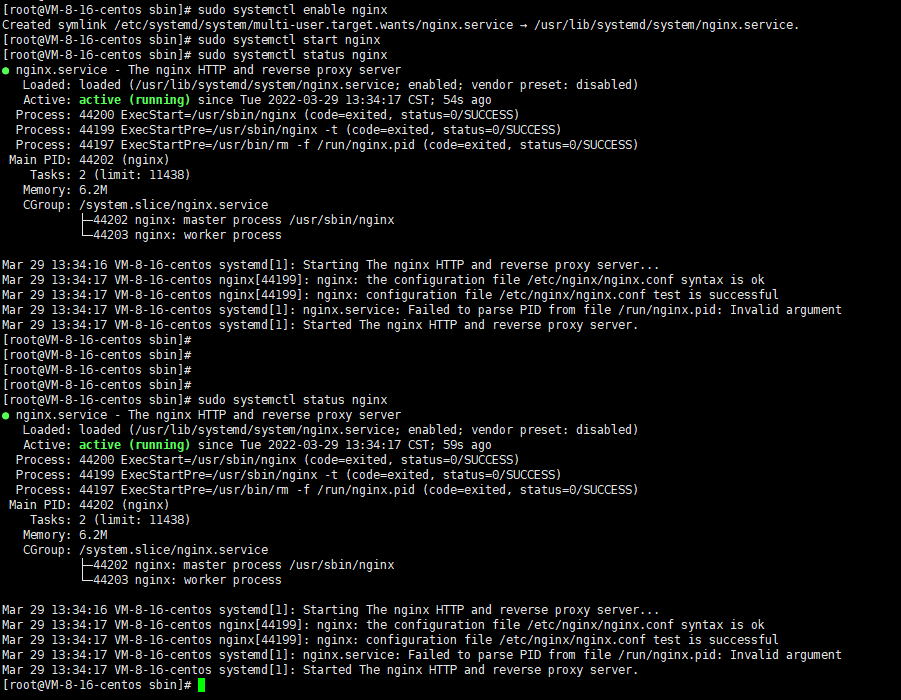 [root@VM-8-16-centos sbin]# sudo systemctl enable nginx
Created symlink /etc/systemd/system/multi-user.target.wants/nginx.service → /usr/lib/systemd/system/nginx.service.
[root@VM-8-16-centos sbin]# sudo systemctl start nginx
[root@VM-8-16-centos sbin]# sudo systemctl status nginx
● nginx.service - The nginx HTTP and reverse proxy server
   Loaded: loaded (/usr/lib/systemd/system/nginx.service; enabled; vendor preset: disabled)
   Active: active (running) since Tue 2022-03-29 13:34:17 CST; 54s ago
  Process: 44200 ExecStart=/usr/sbin/nginx (code=exited, status=0/SUCCESS)
  Process: 44199 ExecStartPre=/usr/sbin/nginx -t (code=exited, status=0/SUCCESS)
  Process: 44197 ExecStartPre=/usr/bin/rm -f /run/nginx.pid (code=exited, status=0/SUCCESS)
 Main PID: 44202 (nginx)
    Tasks: 2 (limit: 11438)
   Memory: 6.2M
   CGroup: /system.slice/nginx.service
           ├─44202 nginx: master process /usr/sbin/nginx
           └─44203 nginx: worker process

Mar 29 13:34:16 VM-8-16-centos systemd[1]: Starting The nginx HTTP and reverse proxy server...
Mar 29 13:34:17 VM-8-16-centos nginx[44199]: nginx: the configuration file /etc/nginx/nginx.conf syntax is ok
Mar 29 13:34:17 VM-8-16-centos nginx[44199]: nginx: configuration file /etc/nginx/nginx.conf test is successful
Mar 29 13:34:17 VM-8-16-centos systemd[1]: nginx.service: Failed to parse PID from file /run/nginx.pid: Invalid argument
Mar 29 13:34:17 VM-8-16-centos systemd[1]: Started The nginx HTTP and reverse proxy server.
[root@VM-8-16-centos sbin]#
[root@VM-8-16-centos sbin]#
[root@VM-8-16-centos sbin]#
[root@VM-8-16-centos sbin]#
[root@VM-8-16-centos sbin]# sudo systemctl status nginx
● nginx.service - The nginx HTTP and reverse proxy server
   Loaded: loaded (/usr/lib/systemd/system/nginx.service; enabled; vendor preset: disabled)
   Active: active (running) since Tue 2022-03-29 13:34:17 CST; 59s ago
  Process: 44200 ExecStart=/usr/sbin/nginx (code=exited, status=0/SUCCESS)
  Process: 44199 ExecStartPre=/usr/sbin/nginx -t (code=exited, status=0/SUCCESS)
  Process: 44197 ExecStartPre=/usr/bin/rm -f /run/nginx.pid (code=exited, status=0/SUCCESS)
 Main PID: 44202 (nginx)
    Tasks: 2 (limit: 11438)
   Memory: 6.2M
   CGroup: /system.slice/nginx.service
           ├─44202 nginx: master process /usr/sbin/nginx
           └─44203 nginx: worker process

Mar 29 13:34:16 VM-8-16-centos systemd[1]: Starting The nginx HTTP and reverse proxy server...
Mar 29 13:34:17 VM-8-16-centos nginx[44199]: nginx: the configuration file /etc/nginx/nginx.conf syntax is ok
Mar 29 13:34:17 VM-8-16-centos nginx[44199]: nginx: configuration file /etc/nginx/nginx.conf test is successful
Mar 29 13:34:17 VM-8-16-centos systemd[1]: nginx.service: Failed to parse PID from file /run/nginx.pid: Invalid argument
Mar 29 13:34:17 VM-8-16-centos systemd[1]: Started The nginx HTTP and reverse proxy server.
[root@VM-8-16-centos sbin]#